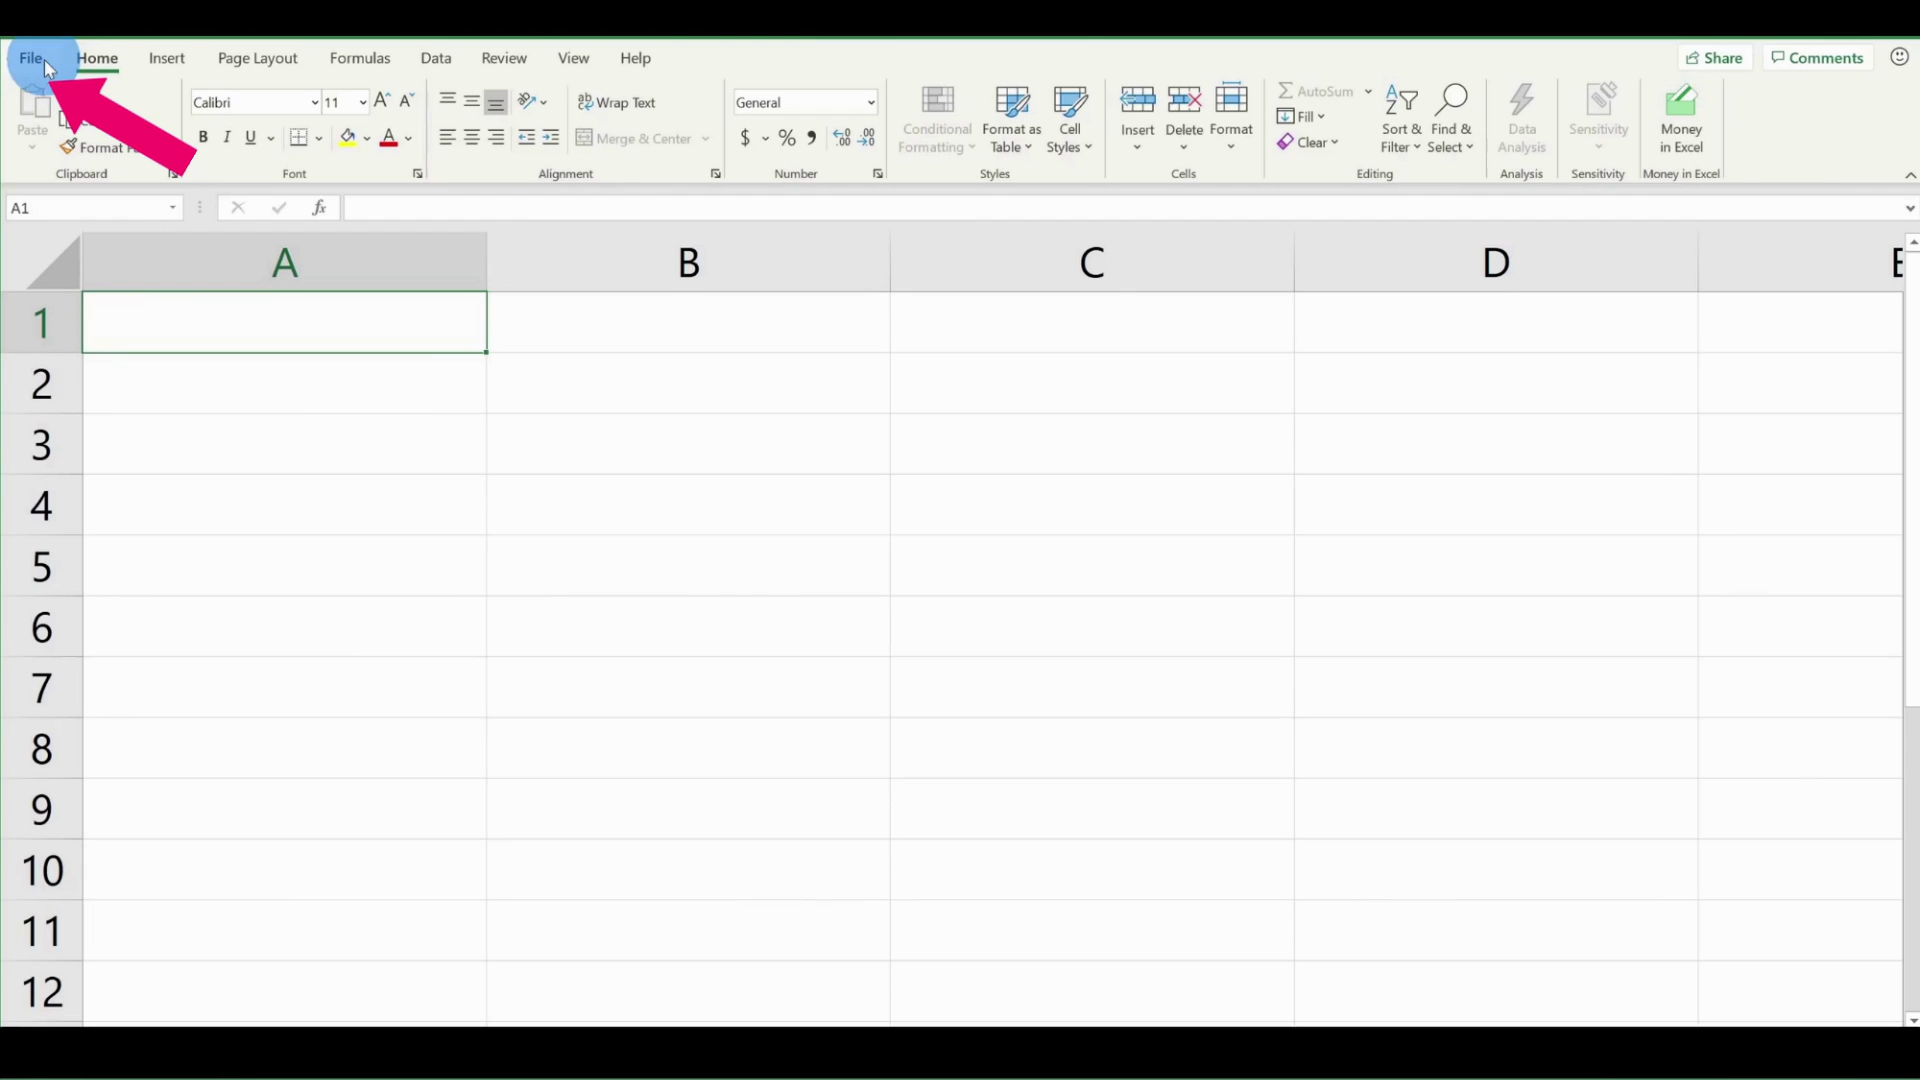 File Home Insert Page Layout Formulas Data Review View Help Share Comments
Calibri 11 Wrap Text General AutoSum
Fill
Paste Format Merge & Center Conditional Formatting Format as Table Cell Styles Insert Delete Format Clear Sort & Filter Find & Select Data Analysis Sensitivity Money in Excel
B I U A $ % , .00
Clipboard Font Alignment Number Styles Cells Editing Analysis Sensitivity Money in Excel
A1 fx
A B C D
1
2
3
4
5
6
7
8
9
10
11
12